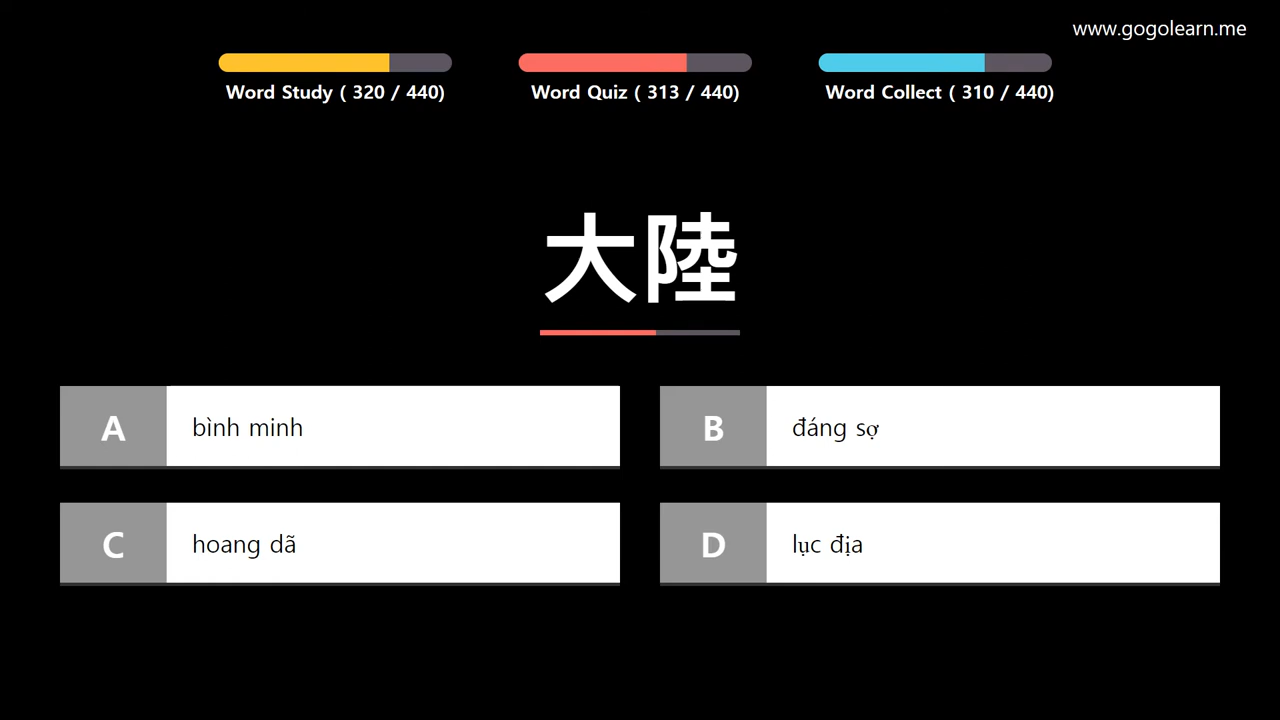 www.gogolearn.me
Word Study ( 320 / 440)
Word Quiz ( 313 / 440)
Word Collect ( 310 / 440)
大陸
A bình minh
B đáng sợ
C hoang dã
D lục địa